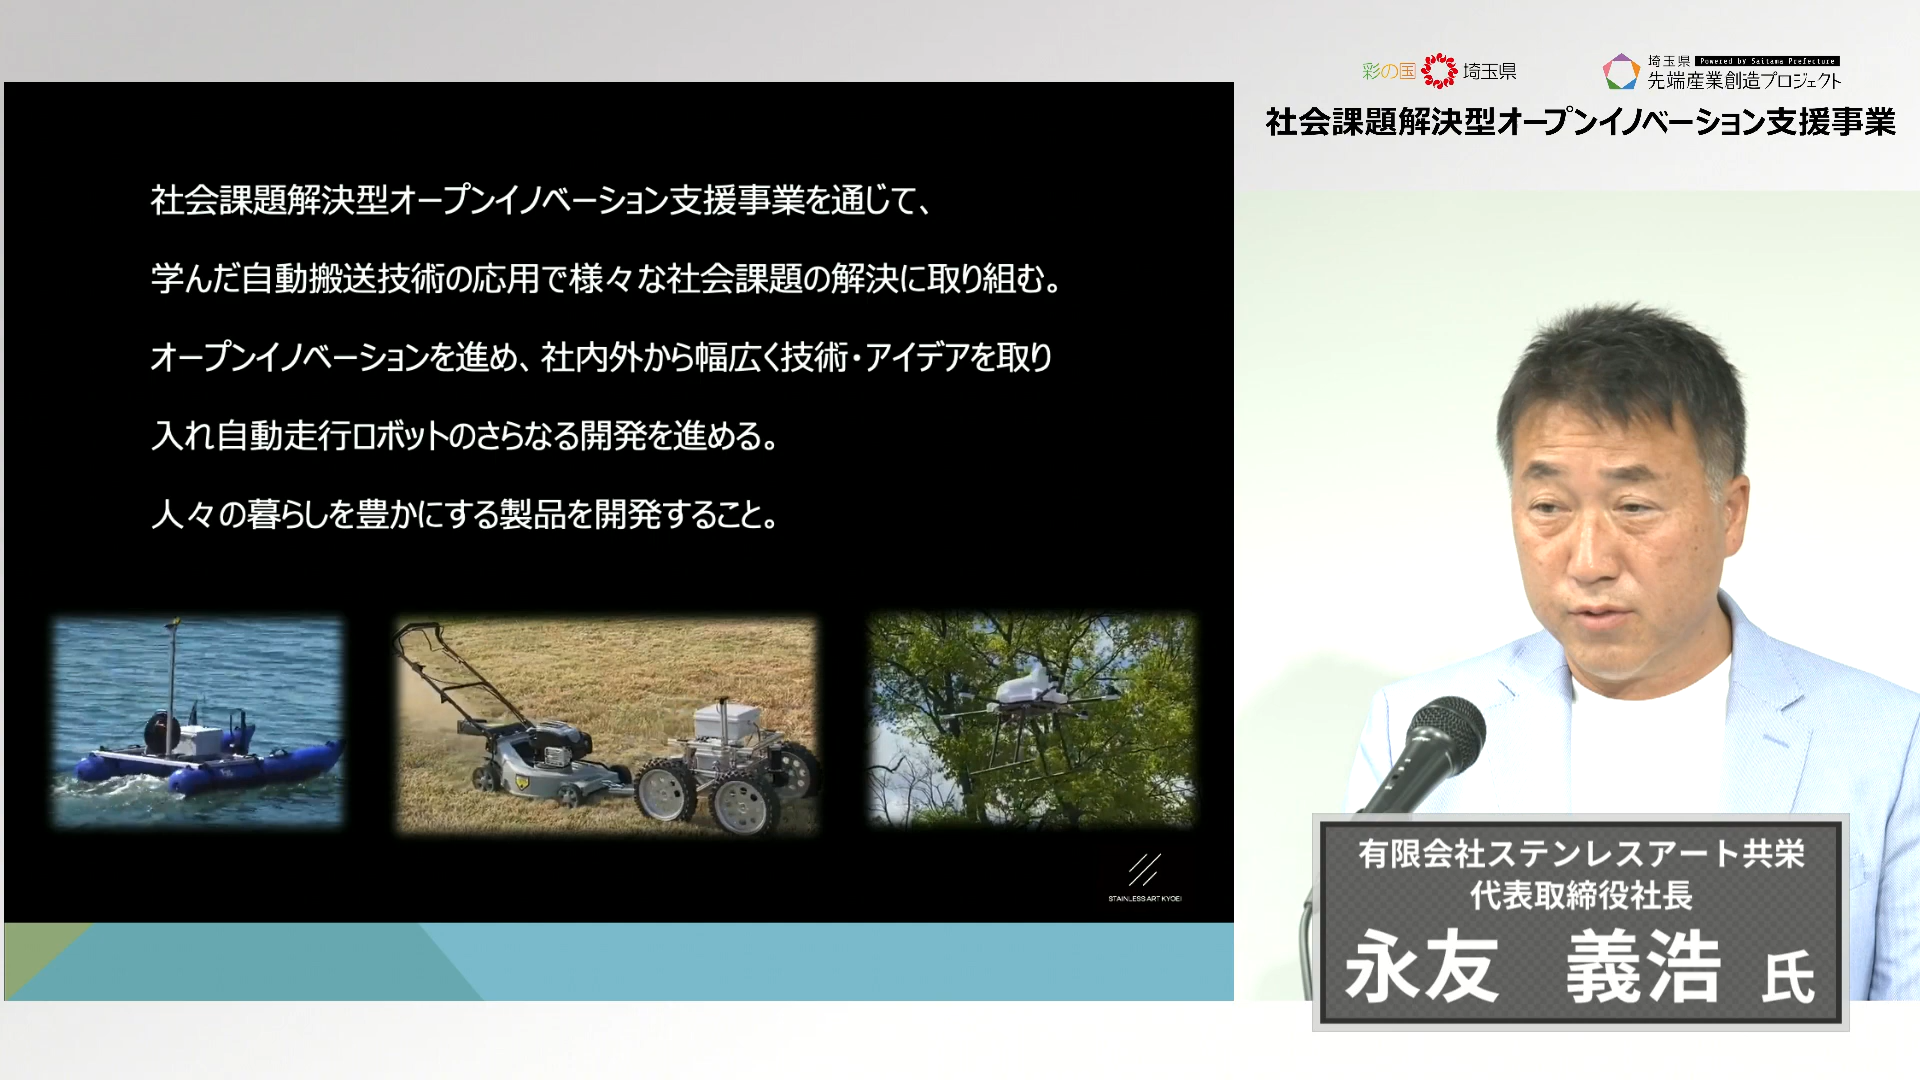 彩の国 埼玉県
埼玉県 Powered by Saitama Prefecture
先端産業創造プロジェクト
社会課題解決型オープンイノベーション支援事業
社会課題解決型オープンイノベーション支援事業を通じて、
学んだ自動搬送技術の応用で様々な社会課題の解決に取り組む。
オープンイノベーションを進め、社内外から幅広く技術・アイデアを取り
入れ自動走行ロボットのさらなる開発を進める。
人々の暮らしを豊かにする製品を開発すること。
STAINLESS ART KYOEI
有限会社ステンレスアート共栄
代表取締役社長
永友 義浩 氏